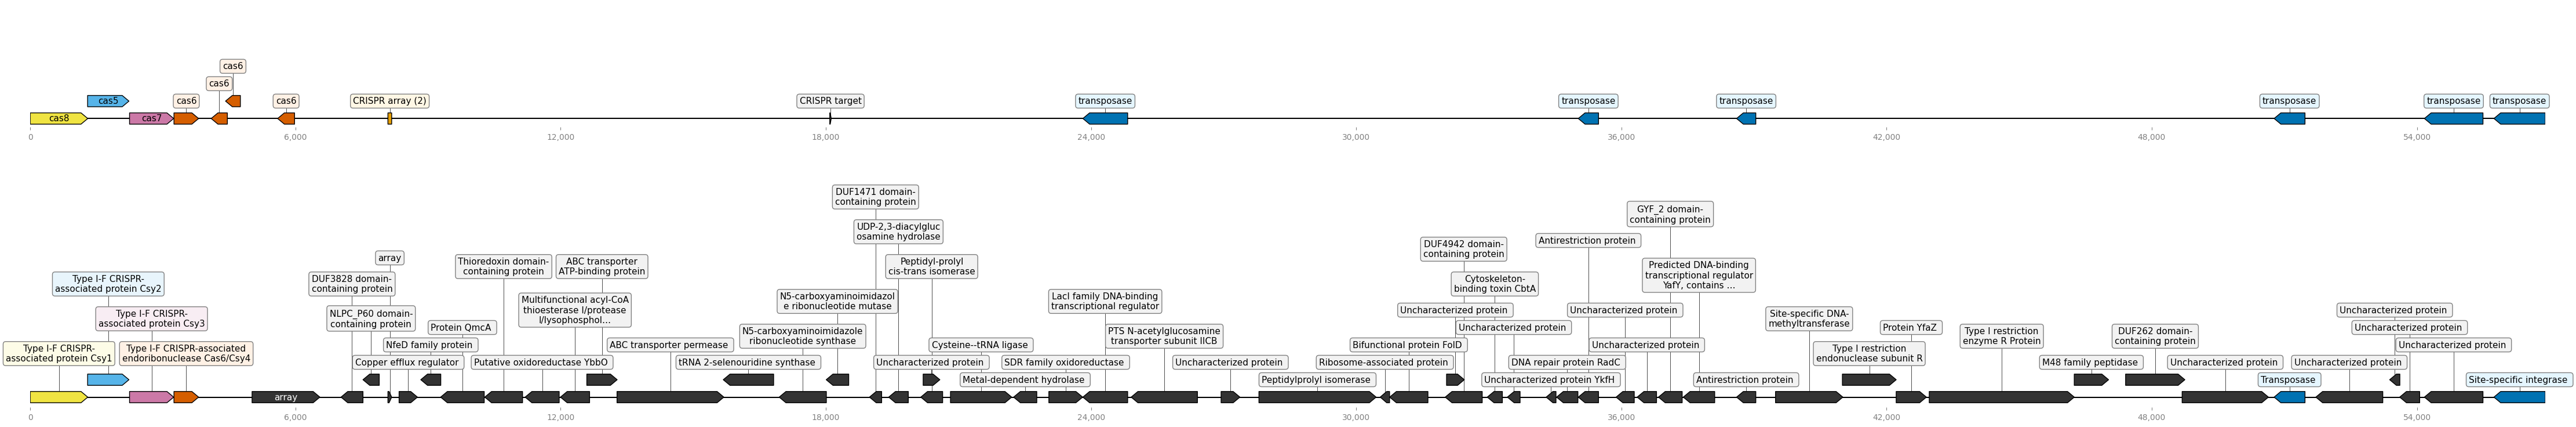 cas6
cas6
cas5
cas6
cas6
CRISPR array (2)
CRISPR target
transposase
transposase
transposase
transposase
transposase
transposase
cas8
cas7
0
6,000
12,000
18,000
24,000
30,000
36,000
42,000
48,000
54,000
DUF1471 domain-
containing protein
GYF_2 domain-
containing protein
UDP-2,3-diacylgluc
osamine hydrolase
Antirestriction protein
DUF4942 domain-
containing protein
array
Thioredoxin domain-
containing protein
ABC transporter
ATP-binding protein
Peptidyl-prolyl
cis-trans isomerase
Predicted DNA-binding
transcriptional regulator
YafY, contains ...
Type I-F CRISPR-
associated protein Csy2
DUF3828 domain-
containing protein
Cytoskeleton-
binding toxin CbtA
Multifunctional acyl-CoA
thioesterase I/protease
I/lysophosphol...
N5-carboxyaminoimidazol
e ribonucleotide mutase
LacI family DNA-binding
transcriptional regulator
Uncharacterized protein
Uncharacterized protein
Uncharacterized protein
Type I-F CRISPR-
associated protein Csy3
NLPC_P60 domain-
containing protein
Site-specific DNA-
methyltransferase
Protein QmcA
Uncharacterized protein
Protein YfaZ
Uncharacterized protein
N5-carboxyaminoimidazole
ribonucleotide synthase
PTS N-acetylglucosamine
transporter subunit IICB
Type I restriction
enzyme R Protein
DUF262 domain-
containing protein
NfeD family protein
ABC transporter permease
Cysteine--tRNA ligase
Bifunctional protein FolD
Uncharacterized protein
Uncharacterized protein
Type I-F CRISPR-
associated protein Csy1
Type I-F CRISPR-associated
endoribonuclease Cas6/Csy4
Type I restriction
endonuclease subunit R
Copper efflux regulator
Putative oxidoreductase YbbO
tRNA 2-selenouridine synthase
Uncharacterized protein
SDR family oxidoreductase
Uncharacterized protein
Ribosome-associated protein
DNA repair protein RadC
M48 family peptidase
Uncharacterized protein
Uncharacterized protein
Metal-dependent hydrolase
Peptidylprolyl isomerase
Uncharacterized protein YkfH
Antirestriction protein
Transposase
Site-specific integrase
array
0
6,000
12,000
18,000
24,000
30,000
36,000
42,000
48,000
54,000